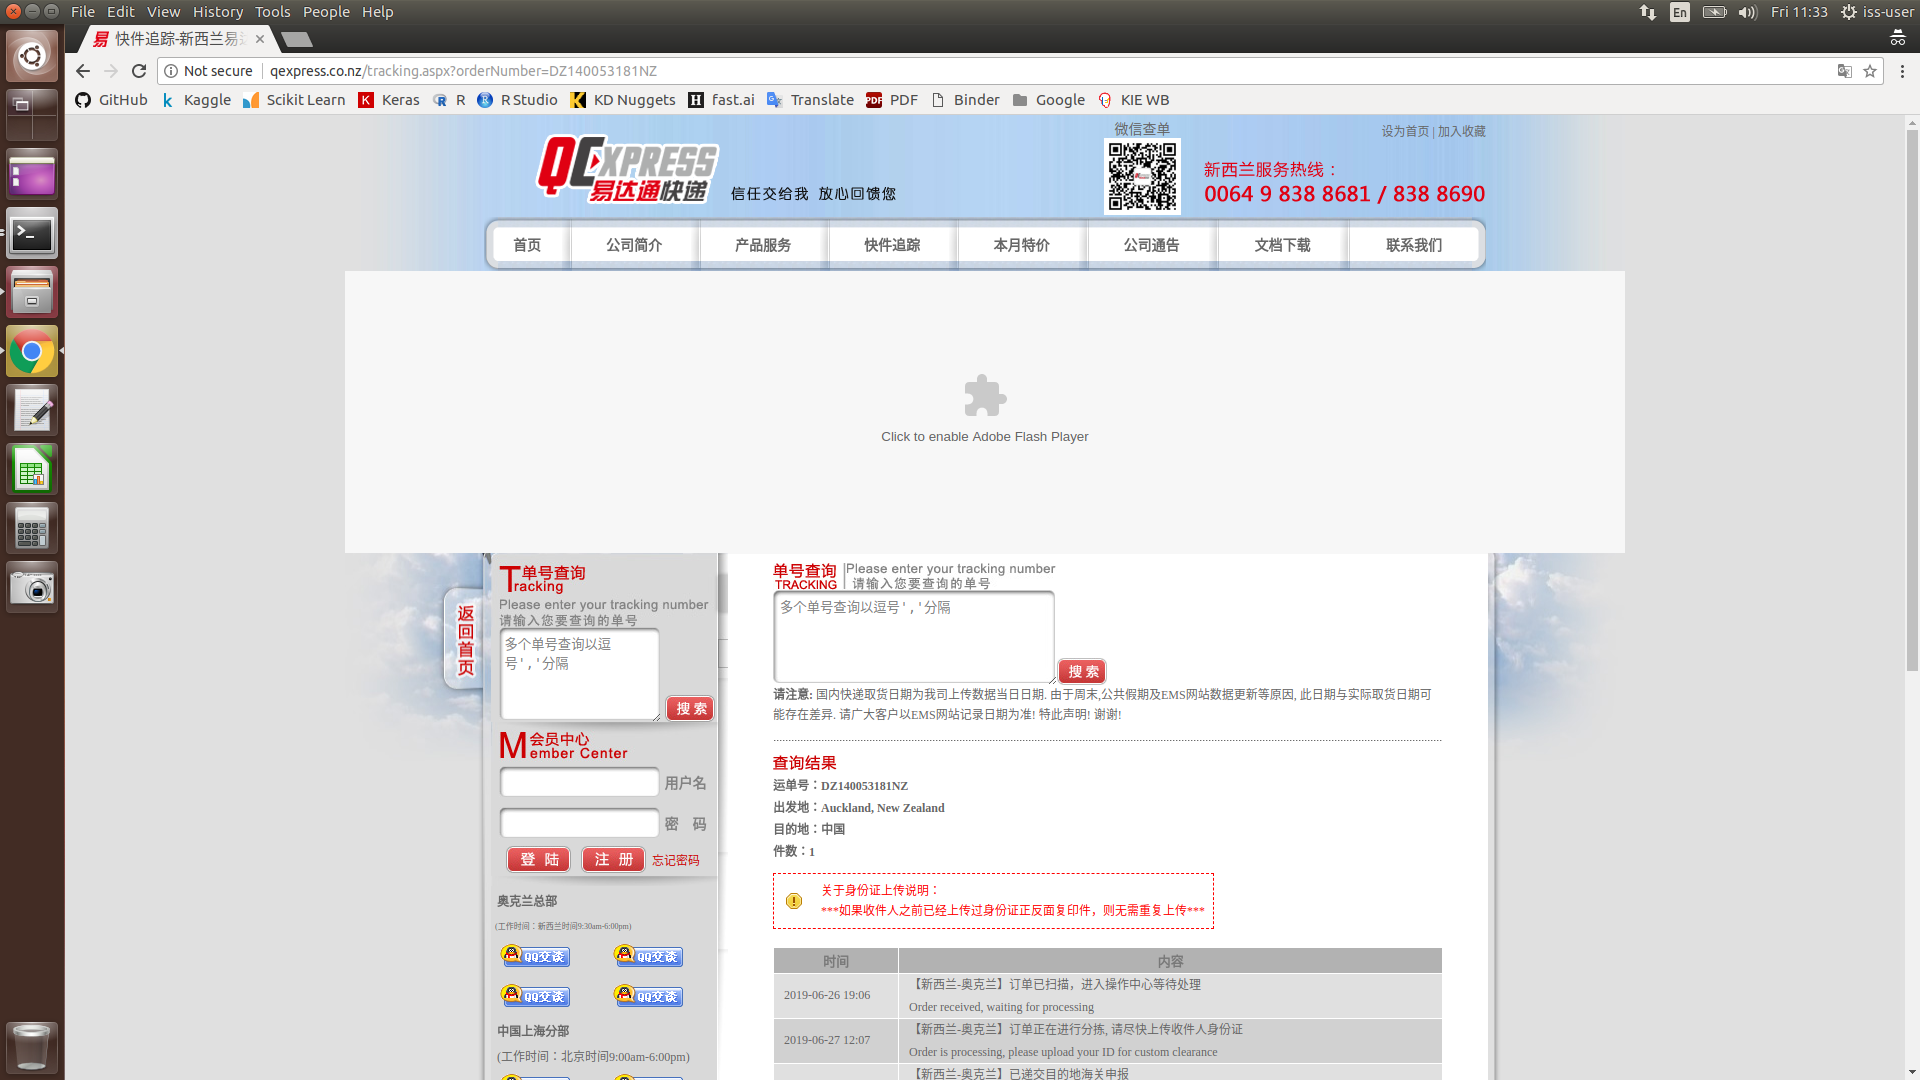 File Edit View History Tools People Help
En
Fri 11:33
iss-user
快件追踪-新西兰易达
Not secure
qexpress.co.nz/tracking.aspx?orderNumber=DZ140053181NZ
GitHub
Kaggle
Scikit Learn
Keras
R
R Studio
KD Nuggets
fast.ai
Translate
PDF
Binder
Google
KIE WB
QEXPRESS
易达通快递
信任交给我 放心回馈您
微信查单
设为首页 | 加入收藏
新西兰服务热线：
0064 9 838 8681 / 838 8690
首页
公司简介
产品服务
快件追踪
本月特价
公司通告
文档下载
联系我们
Click to enable Adobe Flash Player
返回首页
单号查询
Tracking
Please enter your tracking number
请输入您要查询的单号
多个单号查询以逗
号','分隔
搜 索
会员中心
Member Center
用户名
密 码
登 陆
注 册
忘记密码
奥克兰总部
(工作时间：新西兰时间9:30am-6:00pm)
QQ交谈
QQ交谈
QQ交谈
QQ交谈
中国上海分部
(工作时间：北京时间9:00am-6:00pm)
单号查询
TRACKING
Please enter your tracking number
请输入您要查询的单号
多个单号查询以逗号','分隔
搜 索
请注意: 国内快递取货日期为我司上传数据当日日期. 由于周末,公共假期及EMS网站数据更新等原因, 此日期与实际取货日期可
能存在差异. 请广大客户以EMS网站记录日期为准! 特此声明! 谢谢!
查询结果
运单号：DZ140053181NZ
出发地：Auckland, New Zealand
目的地：中国
件数：1
关于身份证上传说明：
***如果收件人之前已经上传过身份证正反面复印件，则无需重复上传***
时间
内容
2019-06-26 19:06
【新西兰-奥克兰】订单已扫描，进入操作中心等待处理
Order received, waiting for processing
2019-06-27 12:07
【新西兰-奥克兰】订单正在进行分拣, 请尽快上传收件人身份证
Order is processing, please upload your ID for custom clearance
【新西兰-奥克兰】已递交目的地海关申报